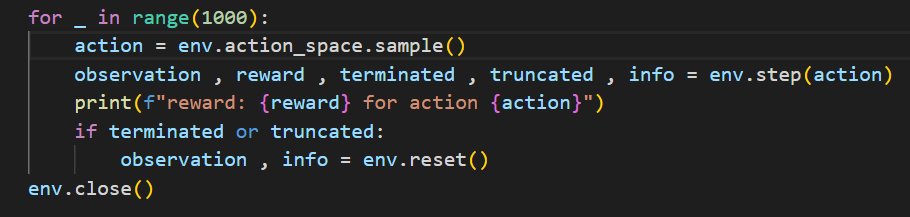 for _ in range(1000):
    action = env.action_space.sample()
    observation , reward , terminated , truncated , info = env.step(action)
    print(f"reward: {reward} for action {action}")
    if terminated or truncated:
        observation , info = env.reset()
env.close()